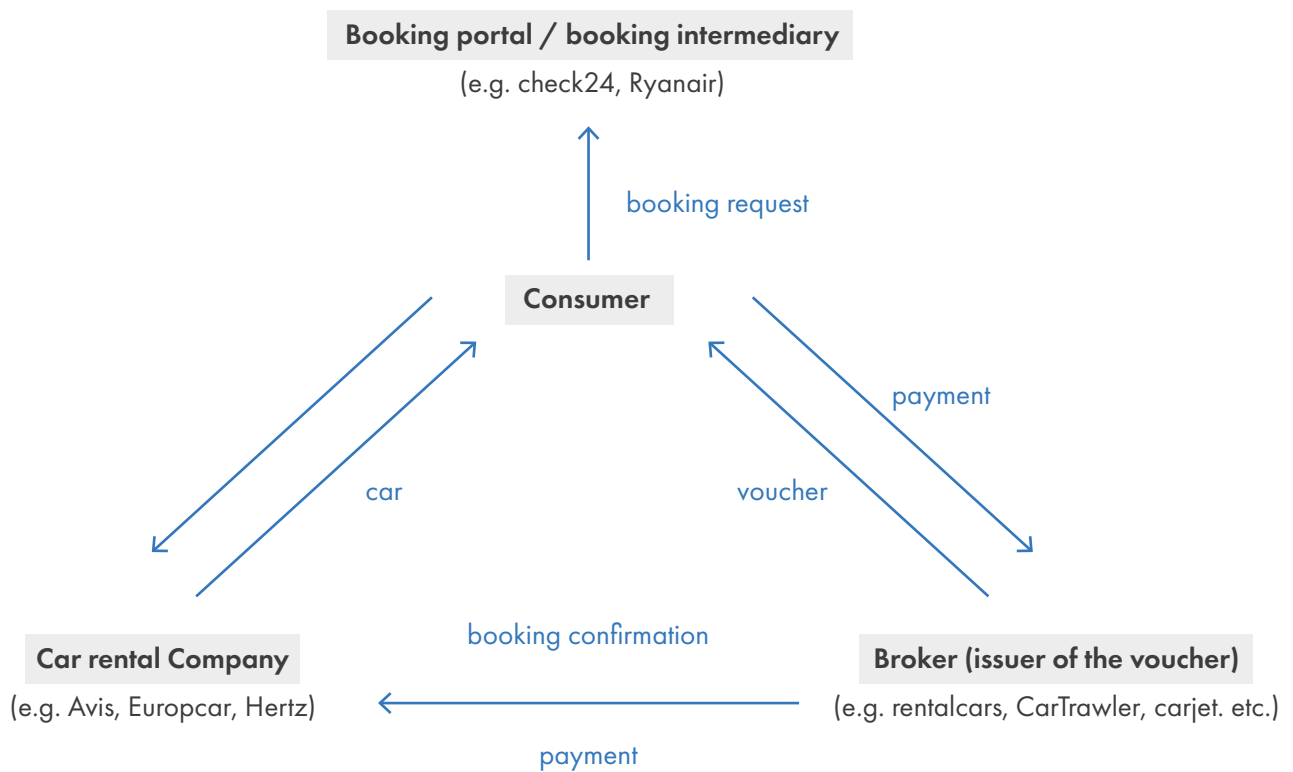 Booking portal / booking intermediary
(e.g. check24, Ryanair)
booking request
Consumer
payment
car
voucher
booking confirmation
Car rental Company
Broker (issuer of the voucher)
(e.g. Avis, Europcar, Hertz)
(e.g. rentalcars, CarTrawler, carjet. etc.)
payment